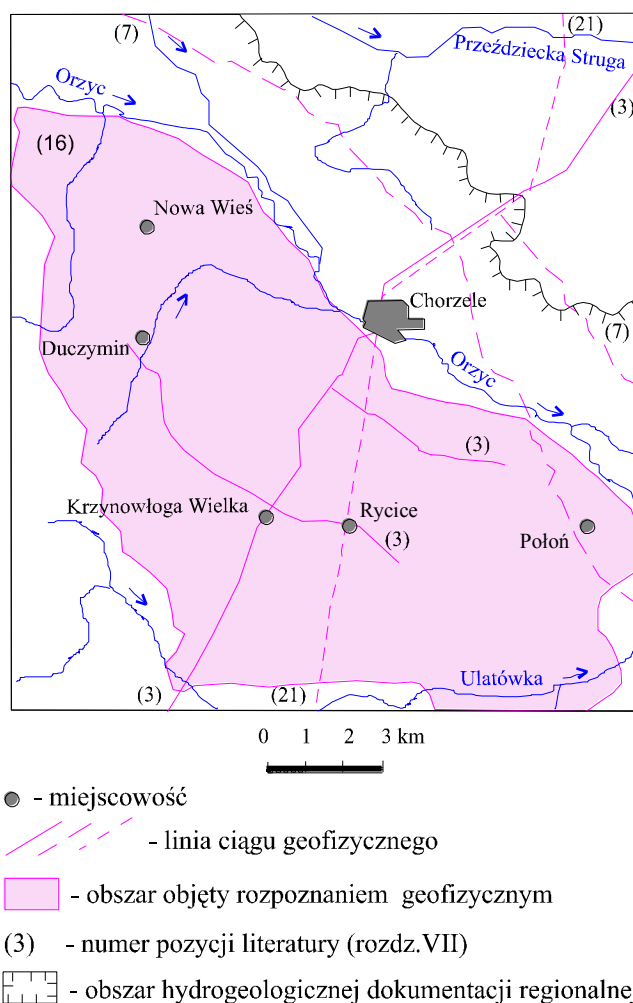 (21)
(7)
Przeździecka
Struga
Orzyc
(3)
(16)
Nowa Wieś
Chorzele
(7)
Duczymin
Orzyc
(3)
Krzynowłoga Wielka
Rycice
(3)
Połoń
Ulatówka
(3)
(21)
0 1 2 3 km
- miejscowość
- linia ciągu geofizycznego
- obszar objęty rozpoznaniem geofizycznym
(3) - numer pozycji literatury (rozdz.VII)
- obszar hydrogeologicznej dokumentacji regionalne